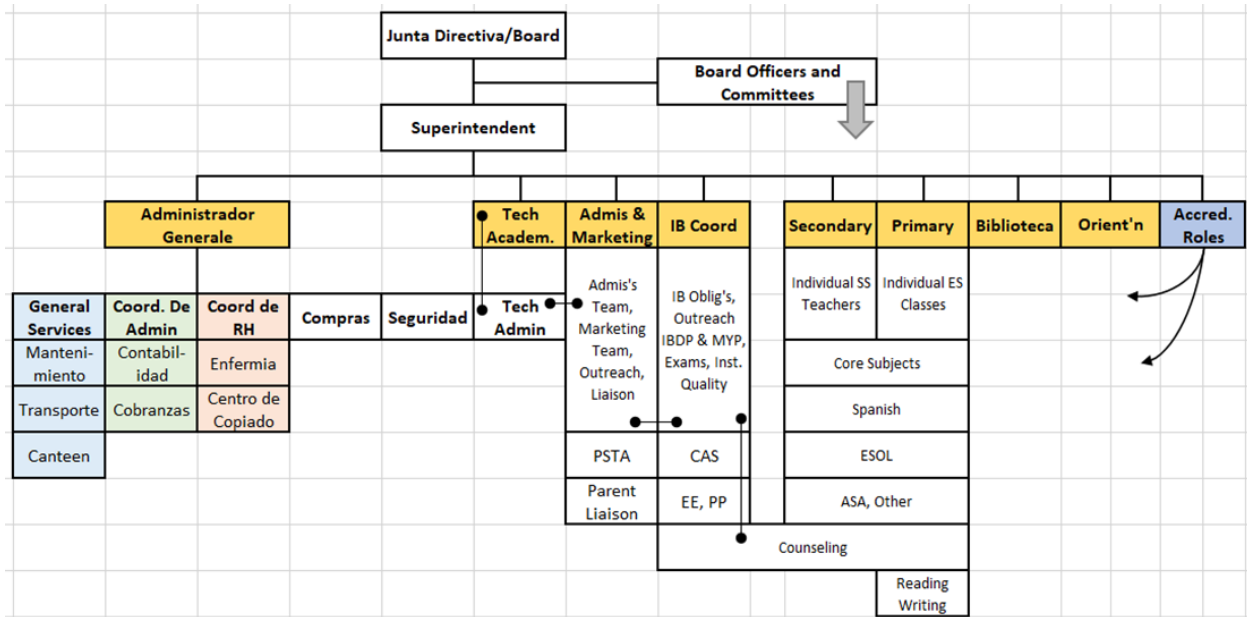 Junta Directiva/Board
Board Officers and
Committees
Superintendent
Administrador
Generale
Tech
Academ.
Admis &
Marketing
IB Coord
Secondary
Primary
Biblioteca
Orient'n
Accred.
Roles
General
Services
Coord. De
Admin
Coord de
RH
Compras
Seguridad
Tech
Admin
Admis's
Team,
Marketing
Team,
Outreach,
Liaison
IB Oblig's,
Outreach
IBDP & MYP,
Exams, Inst.
Quality
Individual SS
Teachers
Individual ES
Classes
Manteni-
miento
Contabil-
idad
Enfermia
Core Subjects
Transporte
Cobranzas
Centro de
Copiado
Spanish
Canteen
PSTA
CAS
ESOL
Parent
Liaison
EE, PP
ASA, Other
Counseling
Reading
Writing